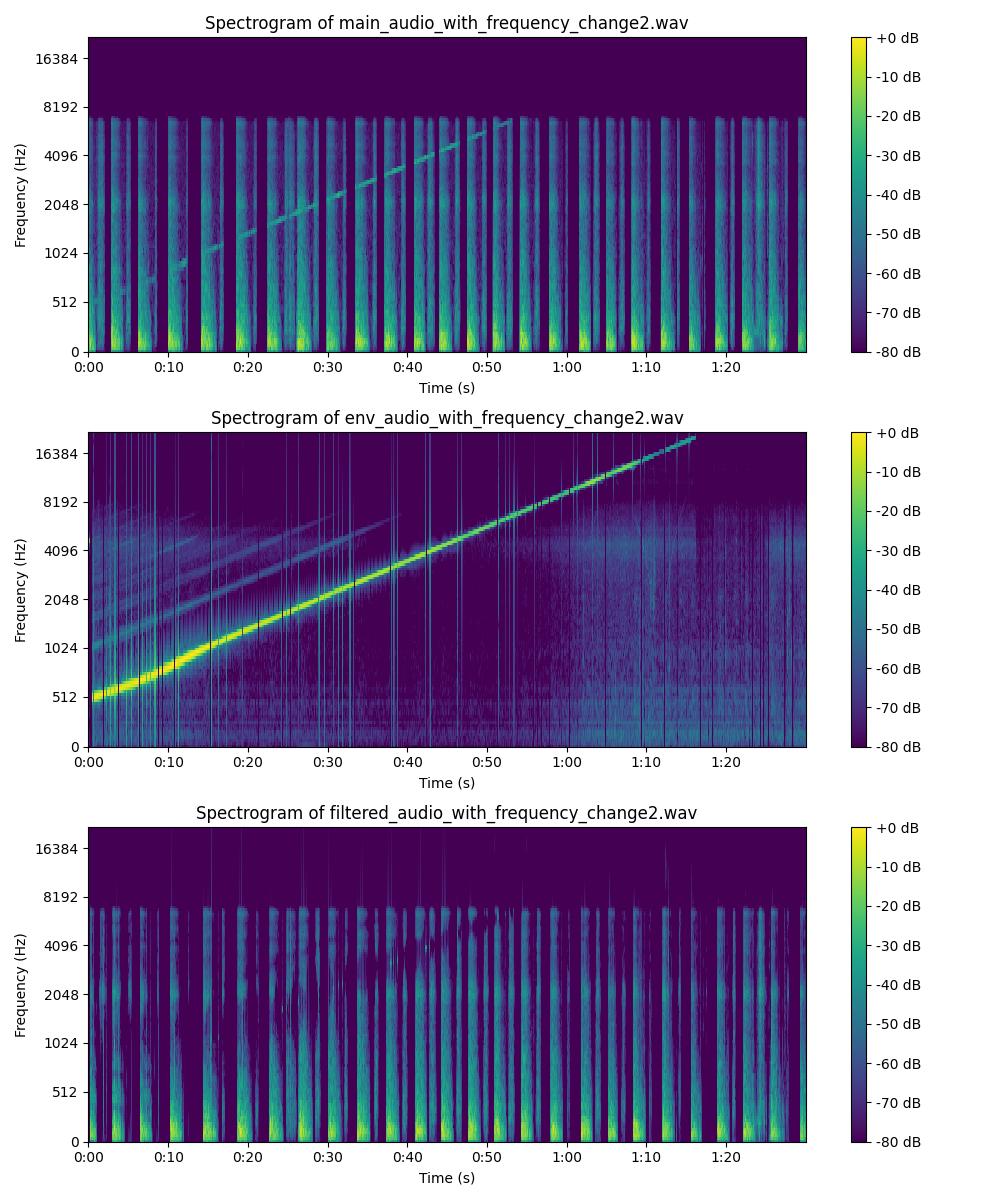 Spectrogram of main_audio_with_frequency_change2.wav
Frequency (Hz)
16384
8192
4096
2048
1024
512
0
0:00 0:10 0:20 0:30 0:40 0:50 1:00 1:10 1:20
Time (s)
+0 dB
-10 dB
-20 dB
-30 dB
-40 dB
-50 dB
-60 dB
-70 dB
-80 dB
Spectrogram of env_audio_with_frequency_change2.wav
Frequency (Hz)
16384
8192
4096
2048
1024
512
0
0:00 0:10 0:20 0:30 0:40 0:50 1:00 1:10 1:20
Time (s)
+0 dB
-10 dB
-20 dB
-30 dB
-40 dB
-50 dB
-60 dB
-70 dB
-80 dB
Spectrogram of filtered_audio_with_frequency_change2.wav
Frequency (Hz)
16384
8192
4096
2048
1024
512
0
0:00 0:10 0:20 0:30 0:40 0:50 1:00 1:10 1:20
Time (s)
+0 dB
-10 dB
-20 dB
-30 dB
-40 dB
-50 dB
-60 dB
-70 dB
-80 dB